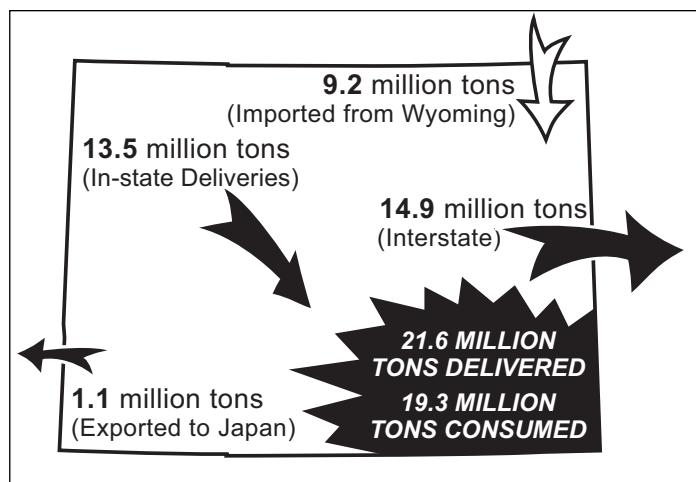 9.2 million tons
(Imported from Wyoming)
13.5 million tons
(In-state Deliveries)
14.9 million tons
(Interstate)
21.6 MILLION
TONS DELIVERED
19.3 MILLION
TONS CONSUMED
1.1 million tons
(Exported to Japan)